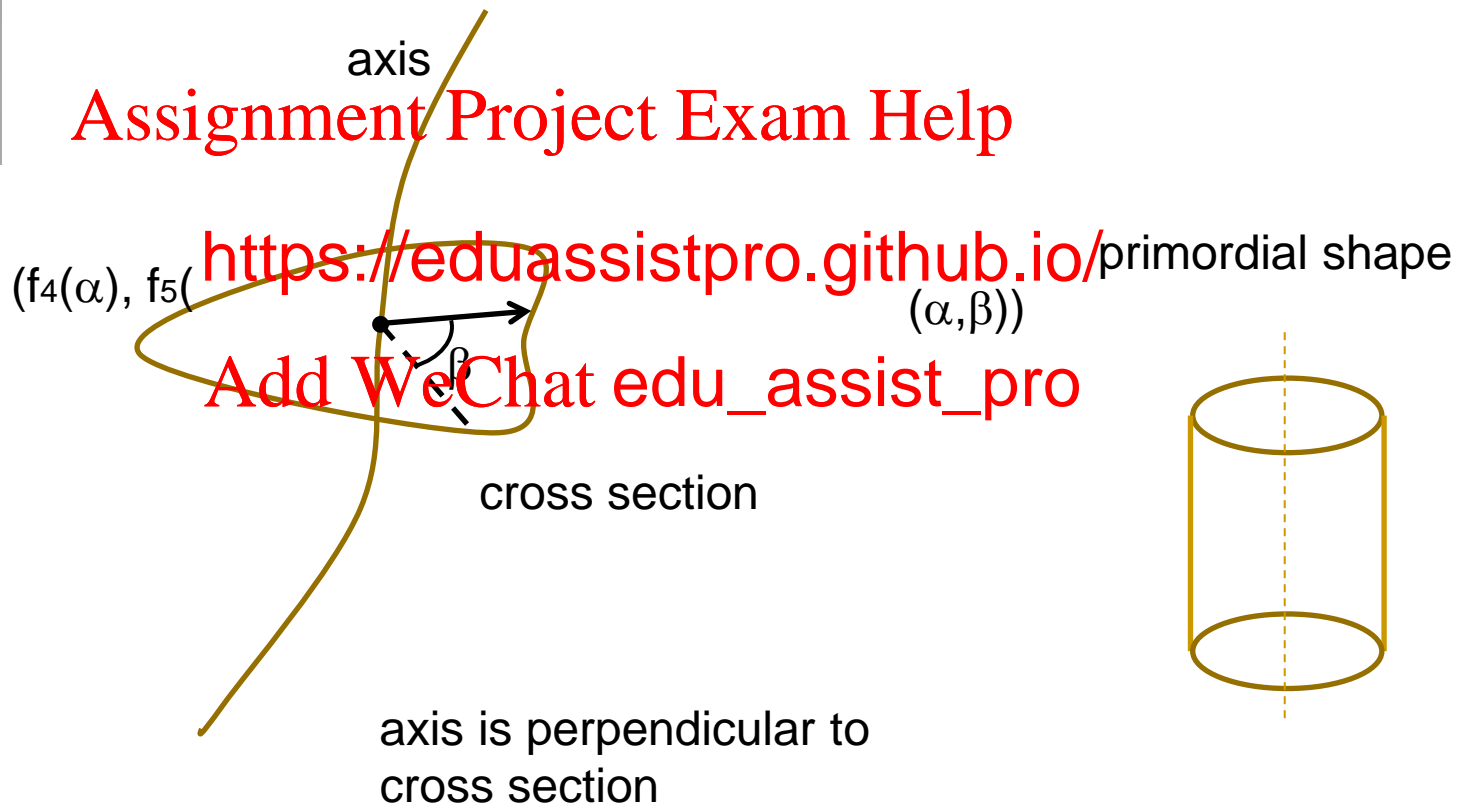 axis
Assignment Project Exam Help
https://eduassistpro.github.io/
primordial shape
(f4(α), f5(
(α,β))
β
Add WeChat edu_assist_pro
cross section
axis is perpendicular to
cross section